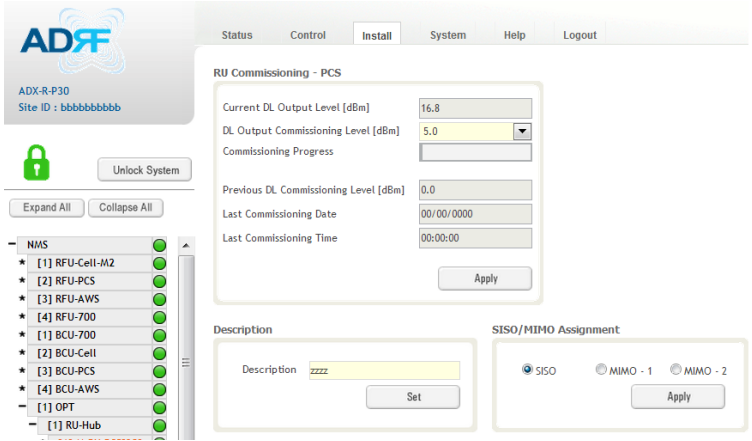 ADRF
Status Control Install System Help Logout
RU Commissioning - PCS
ADX-R-P30
Site ID : bbbbbbbbbb
Current DL Output Level [dBm] 16.8
DL Output Commissioning Level [dBm] 5.0
Commissioning Progress
Unlock System
Previous DL Commissioning Level [dBm] 0.0
Last Commissioning Date 00/00/0000
Last Commissioning Time 00:00:00
Apply
Expand All Collapse All
- NMS
* [1] RFU-Cell-M2
* [2] RFU-PCS
* [3] RFU-AWS
* [4] RFU-700
* [1] BCU-700
* [2] BCU-Cell
* [3] BCU-PCS
* [4] BCU-AWS
- [1] OPT
- [1] RU-Hub
Description
Description zzzz
Set
SISO/MIMO Assignment
SISO MIMO - 1 MIMO - 2
Apply